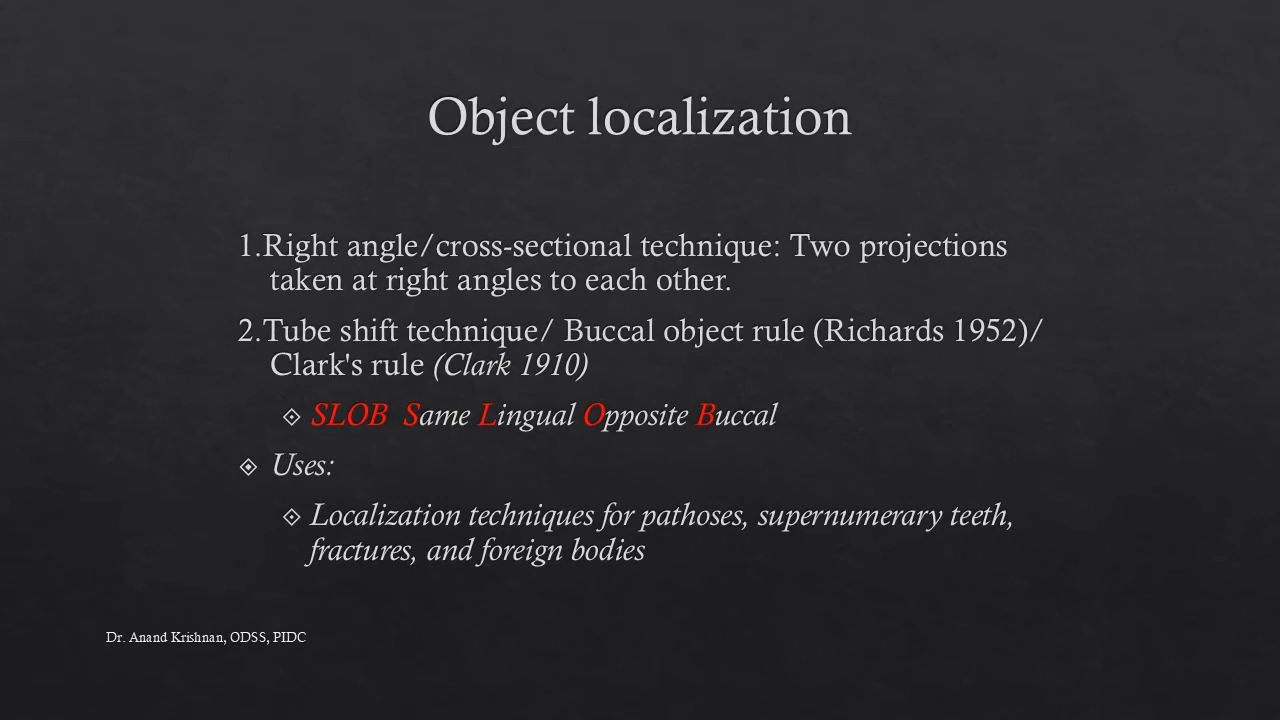 Object localization
1.Right angle/cross-sectional technique: Two projections
taken at right angles to each other.
2.Tube shift technique/ Buccal object rule (Richards 1952)/
Clark's rule (Clark 1910)
SLOB Same Lingual Opposite Buccal
Uses:
Localization techniques for pathoses, supernumerary teeth,
fractures, and foreign bodies
Dr. Anand Krishnan, ODSS, PIDC